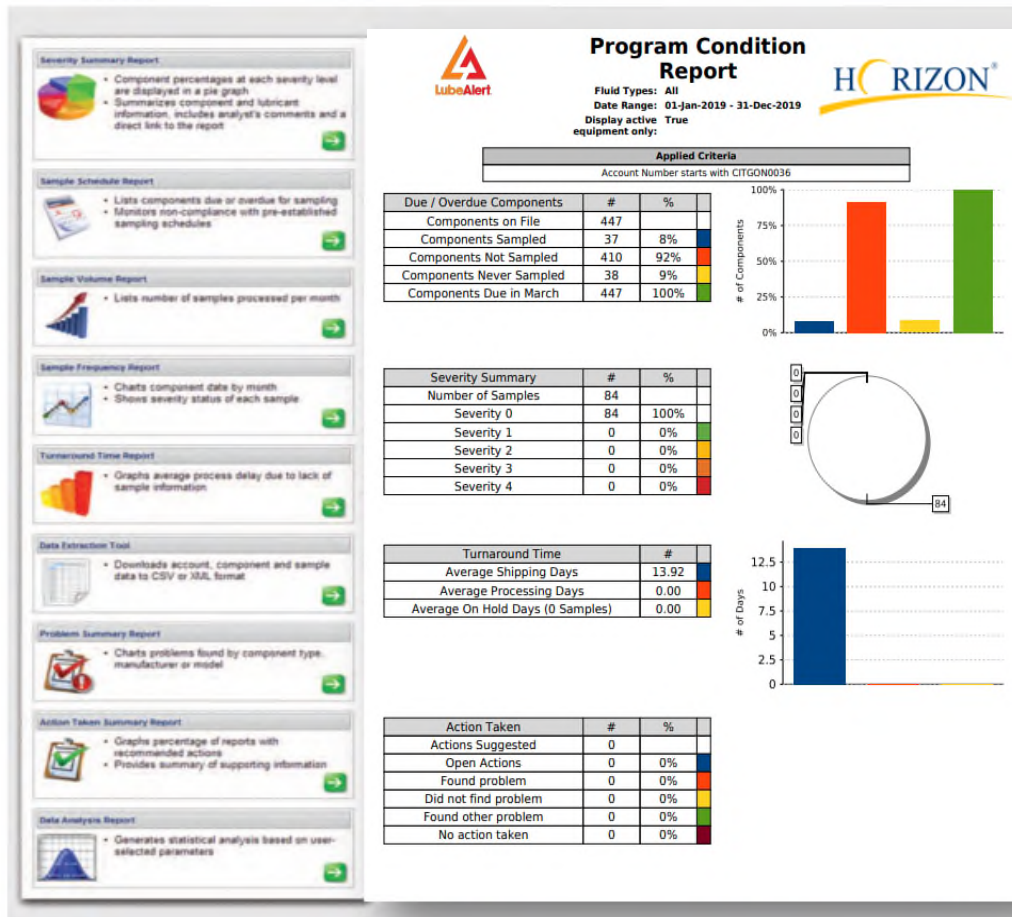 Severity Summary Report
• Component percentages at each severity level
are displayed in a pie graph
• Summarizes component and lubricant
information, includes analyst's comments and a
direct link to the report
Sample Schedule Report
• Lists components due or overdue for sampling
• Monitors non-compliance with pre-established
sampling schedules
Sample Volume Report
• Lists number of samples processed per month
Sample Frequency Report
• Charts component date by month
• Shows severity status of each sample
Turnaround Time Report
• Graphs average process delay due to lack of
sample information
Data Extraction Tool
• Downloads account, component and sample
data to CSV or XML format
Problem Summary Report
• Charts problems found by component type,
manufacturer or model
Action Taken Summary Report
• Graphs percentage of reports with
recommended actions
• Provides summary of supporting information
Data Analysis Report
• Generates statistical analysis based on user-
selected parameters
LubeAlert
Program Condition
Report
Fluid Types: All
Date Range: 01-Jan-2019 - 31-Dec-2019
Display active True
equipment only:
HORIZON®
Applied Criteria
Account Number starts with CITGON0036
Due / Overdue Components # %
Components on File 447
Components Sampled 37 8%
Components Not Sampled 410 92%
Components Never Sampled 38 9%
Components Due in March 447 100%
# of Components
100%
75%
50%
25%
0%
Severity Summary # %
Number of Samples 84
Severity 0 84 100%
Severity 1 0 0%
Severity 2 0 0%
Severity 3 0 0%
Severity 4 0 0%
0
0
0
0
84
Turnaround Time #
Average Shipping Days 13.92
Average Processing Days 0.00
Average On Hold Days (0 Samples) 0.00
# of Days
12.5
10
7.5
5
2.5
0
Action Taken # %
Actions Suggested 0
Open Actions 0 0%
Found problem 0 0%
Did not find problem 0 0%
Found other problem 0 0%
No action taken 0 0%